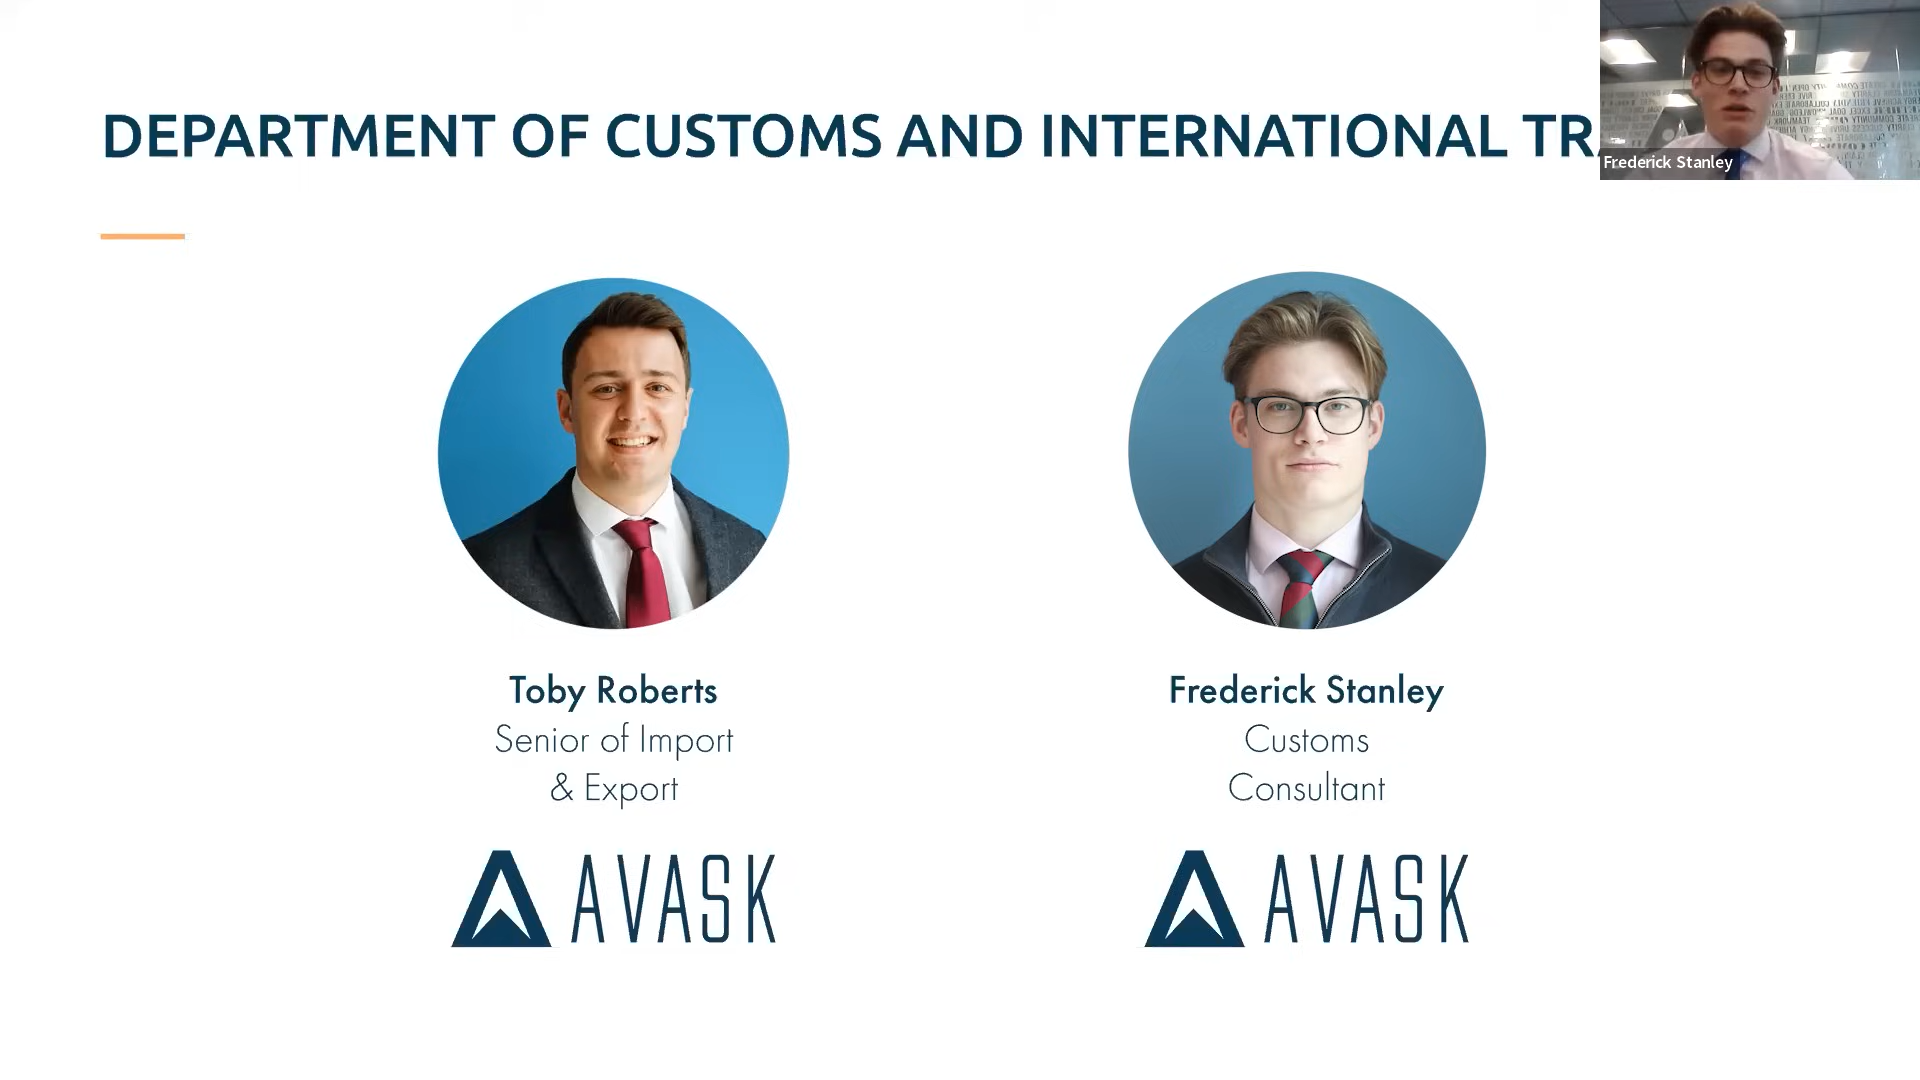 DEPARTMENT OF CUSTOMS AND INTERNATIONAL TR
Frederick Stanley
Toby Roberts
Senior of Import
& Export
AVASK
Frederick Stanley
Customs
Consultant
AVASK